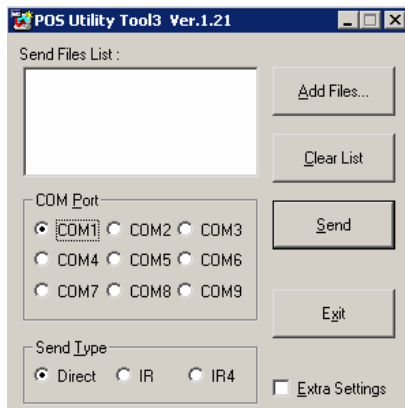 POS Utility Tool3 Ver.1.21
Send Files List :
Add Files...
Clear List
COM Port
COM1 COM2 COM3
COM4 COM5 COM6
COM7 COM8 COM9
Send
Exit
Send Type
Direct IR IR4
Extra Settings